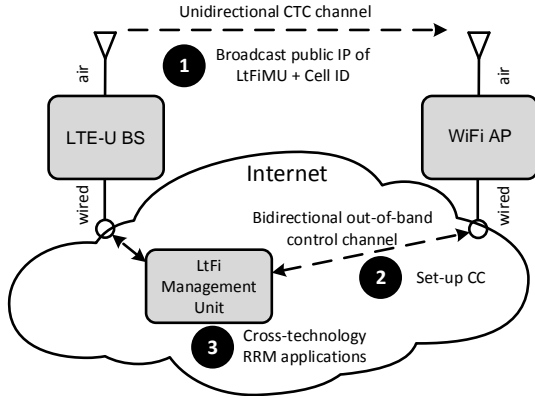 Unidirectional CTC channel
1
Broadcast public IP of
LtFiMU + Cell ID
air
air
LTE-U BS
WiFi AP
wired
wired
Internet
Bidirectional out-of-band
control channel
LtFi
Management
Unit
2
Set-up CC
3
Cross-technology
RRM applications